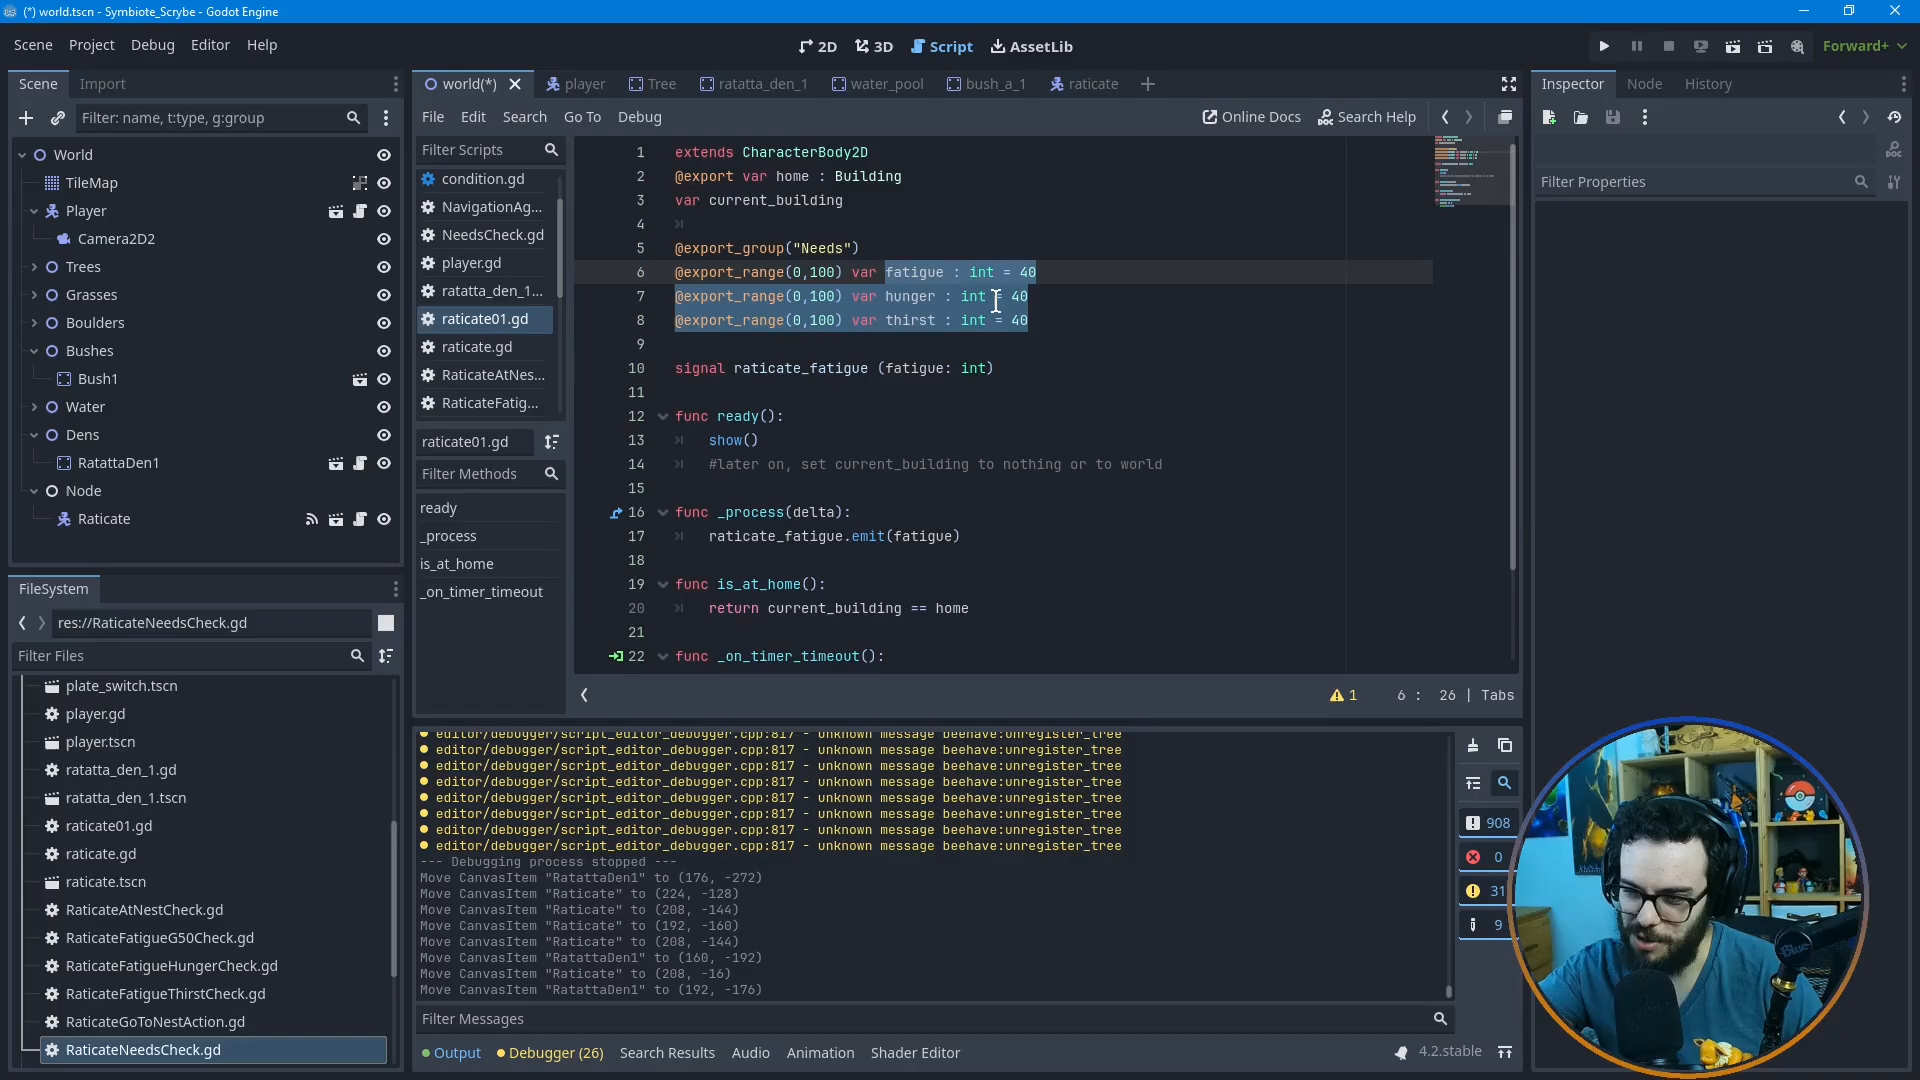 (*) world.tscn - Symbiote_Scrybe - Godot Engine
Scene Project Debug Editor Help
2D 3D Script AssetLib
Forward+
Scene Import
Filter: name, t:type, g:group
World
TileMap
Player
Camera2D2
Trees
Grasses
Boulders
Bushes
Bush1
Water
Dens
RatattaDen1
Node
Raticate
FileSystem
res://RaticateNeedsCheck.gd
Filter Files
plate_switch.tscn
player.gd
player.tscn
ratatta_den_1.gd
ratatta_den_1.tscn
raticate01.gd
raticate.gd
raticate.tscn
RaticateAtNestCheck.gd
RaticateFatigueG50Check.gd
RaticateFatigueHungerCheck.gd
RaticateFatigueThirstCheck.gd
RaticateGoToNestAction.gd
RaticateNeedsCheck.gd
world(*) player Tree ratatta_den_1 water_pool bush_a_1 raticate
File Edit Search Go To Debug
Online Docs Search Help
Filter Scripts
condition.gd
NavigationAg...
NeedsCheck.gd
player.gd
ratatta_den_1...
raticate01.gd
raticate.gd
RaticateAtNes...
RaticateFatig...
raticate01.gd
Filter Methods
ready
_process
is_at_home
_on_timer_timeout
1 extends CharacterBody2D
2 @export var home : Building
3 var current_building
4
5 @export_group("Needs")
6 @export_range(0,100) var fatigue : int = 40
7 @export_range(0,100) var hunger : int = 40
8 @export_range(0,100) var thirst : int = 40
9
10 signal raticate_fatigue (fatigue: int)
11
12 func ready():
13 show()
14 #later on, set current_building to nothing or to world
15
16 func _process(delta):
17 raticate_fatigue.emit(fatigue)
18
19 func is_at_home():
20 return current_building == home
21
22 func _on_timer_timeout():
1 6 : 26 | Tabs
editor/debugger/script_editor_debugger.cpp:817 - unknown message beehave:unregister_tree
editor/debugger/script_editor_debugger.cpp:817 - unknown message beehave:unregister_tree
editor/debugger/script_editor_debugger.cpp:817 - unknown message beehave:unregister_tree
editor/debugger/script_editor_debugger.cpp:817 - unknown message beehave:unregister_tree
editor/debugger/script_editor_debugger.cpp:817 - unknown message beehave:unregister_tree
editor/debugger/script_editor_debugger.cpp:817 - unknown message beehave:unregister_tree
editor/debugger/script_editor_debugger.cpp:817 - unknown message beehave:unregister_tree
editor/debugger/script_editor_debugger.cpp:817 - unknown message beehave:unregister_tree
--- Debugging process stopped ---
Move CanvasItem "RatattaDen1" to (176, -272)
Move CanvasItem "Raticate" to (224, -128)
Move CanvasItem "Raticate" to (208, -144)
Move CanvasItem "Raticate" to (192, -160)
Move CanvasItem "Raticate" to (208, -144)
Move CanvasItem "RatattaDen1" to (160, -192)
Move CanvasItem "Raticate" to (208, -16)
Move CanvasItem "RatattaDen1" to (192, -176)
908
0
31
9
Filter Messages
Output Debugger (26) Search Results Audio Animation Shader Editor
4.2.stable
Inspector Node History
Filter Properties
DOC
Blue